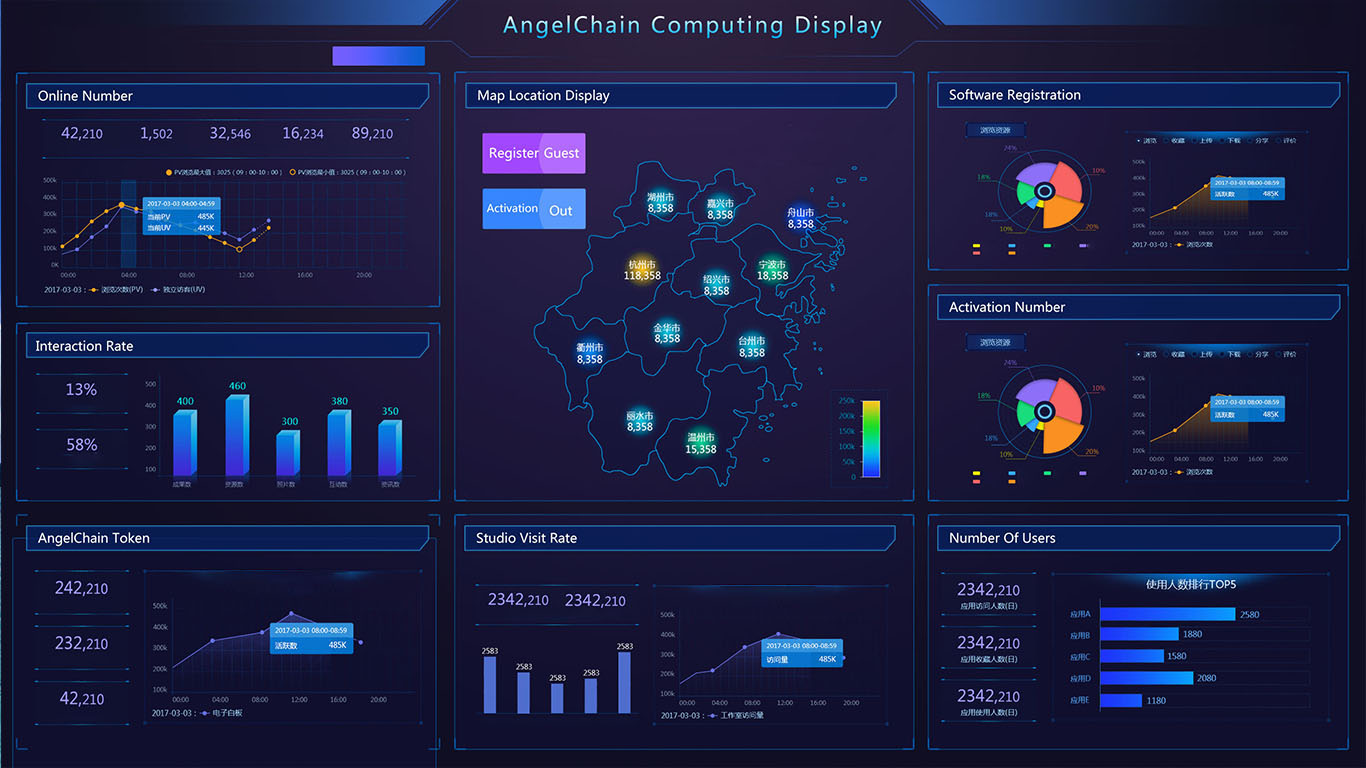 AngelChain Computing Display
Online Number
42,210 1,502 32,546 16,234 89,210
PV浏览最大值：3025（09：00-10：00） PV浏览最小值：3025（09：00-10：00）
500k
400k
300k
200k
100k
0K
2017-03-03 04:00-04:59
当前PV 485K
当前UV 445K
00:00 04:00 08:00 12:00 16:00 20:00
2017-03-03： 浏览次数(PV) 独立访客(UV)
Interaction Rate
13%
58%
500
400
300
200
100
400 460 300 380 350
成果数 资源数 照片数 互动数 资讯数
AngelChain Token
242,210
232,210
42,210
500k
400k
300k
200k
100k
2017-03-03 08:00-08:59
活跃数 485K
00:00 04:00 08:00 12:00 16:00 20:00
2017-03-03： 电子白板
Map Location Display
Register Guest
Activation Out
湖州市
8,358
嘉兴市
8,358
舟山市
8,358
杭州市
118,358
绍兴市
8,358
宁波市
18,358
金华市
8,358
衢州市
8,358
台州市
8,358
丽水市
8,358
温州市
15,358
250k
200k
150k
100k
50k
0
Studio Visit Rate
2342,210 2342,210
2583 2583 2583 2583 2583
500k
400k
300k
200k
100k
2017-03-03 08:00-08:59
访问量 485K
00:00 04:00 08:00 12:00 16:00 20:00
2017-03-03： 工作室访问量
Software Registration
浏览资源
24%
10%
18%
18%
10%
20%
浏览 收藏 上传 下载 分享 评价
500k
400k
300k
200k
150k
2017-03-03 08:00-08:59
活跃数 485K
00:00 04:00 08:00 12:00 16:00 20:00
2017-03-03： 浏览次数
Activation Number
浏览资源
24%
10%
18%
18%
10%
20%
浏览 收藏 上传 下载 分享 评价
500k
400k
300k
200k
150k
2017-03-03 08:00-08:59
活跃数 485K
00:00 04:00 08:00 12:00 16:00 20:00
2017-03-03： 浏览次数
Number Of Users
2342,210
应用访问人数(日)
2342,210
应用收藏人数(日)
2342,210
应用使用人数(日)
使用人数排行TOP5
应用A 2580
应用B 1880
应用C 1580
应用D 2080
应用E 1180